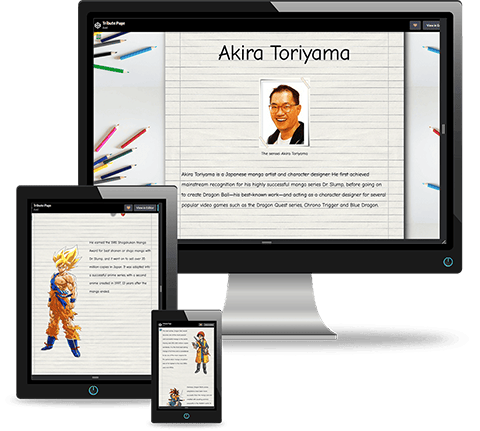 Tribute Page
View in Editor
Akira Toriyama
The sensei Akira Toriyama
Akira Toriyama is a Japanese manga artist and character designer. He first achieved
mainstream recognition for his highly successful manga series Dr. Slump, before going on
to create Dragon Ball—his best-known work—and acting as a character designer for several
popular video games such as the Dragon Quest series, Chrono Trigger and Blue Dragon.
Tribute Page
View in Editor
He earned the 1981 Shogakukan Manga
Award for best shonen or shojo manga with
Dr. Slump, and it went on to sell over 35
million copies in Japan. It was adapted into
a successful anime series with a second
anime created in 1997, 13 years after the
manga ended.